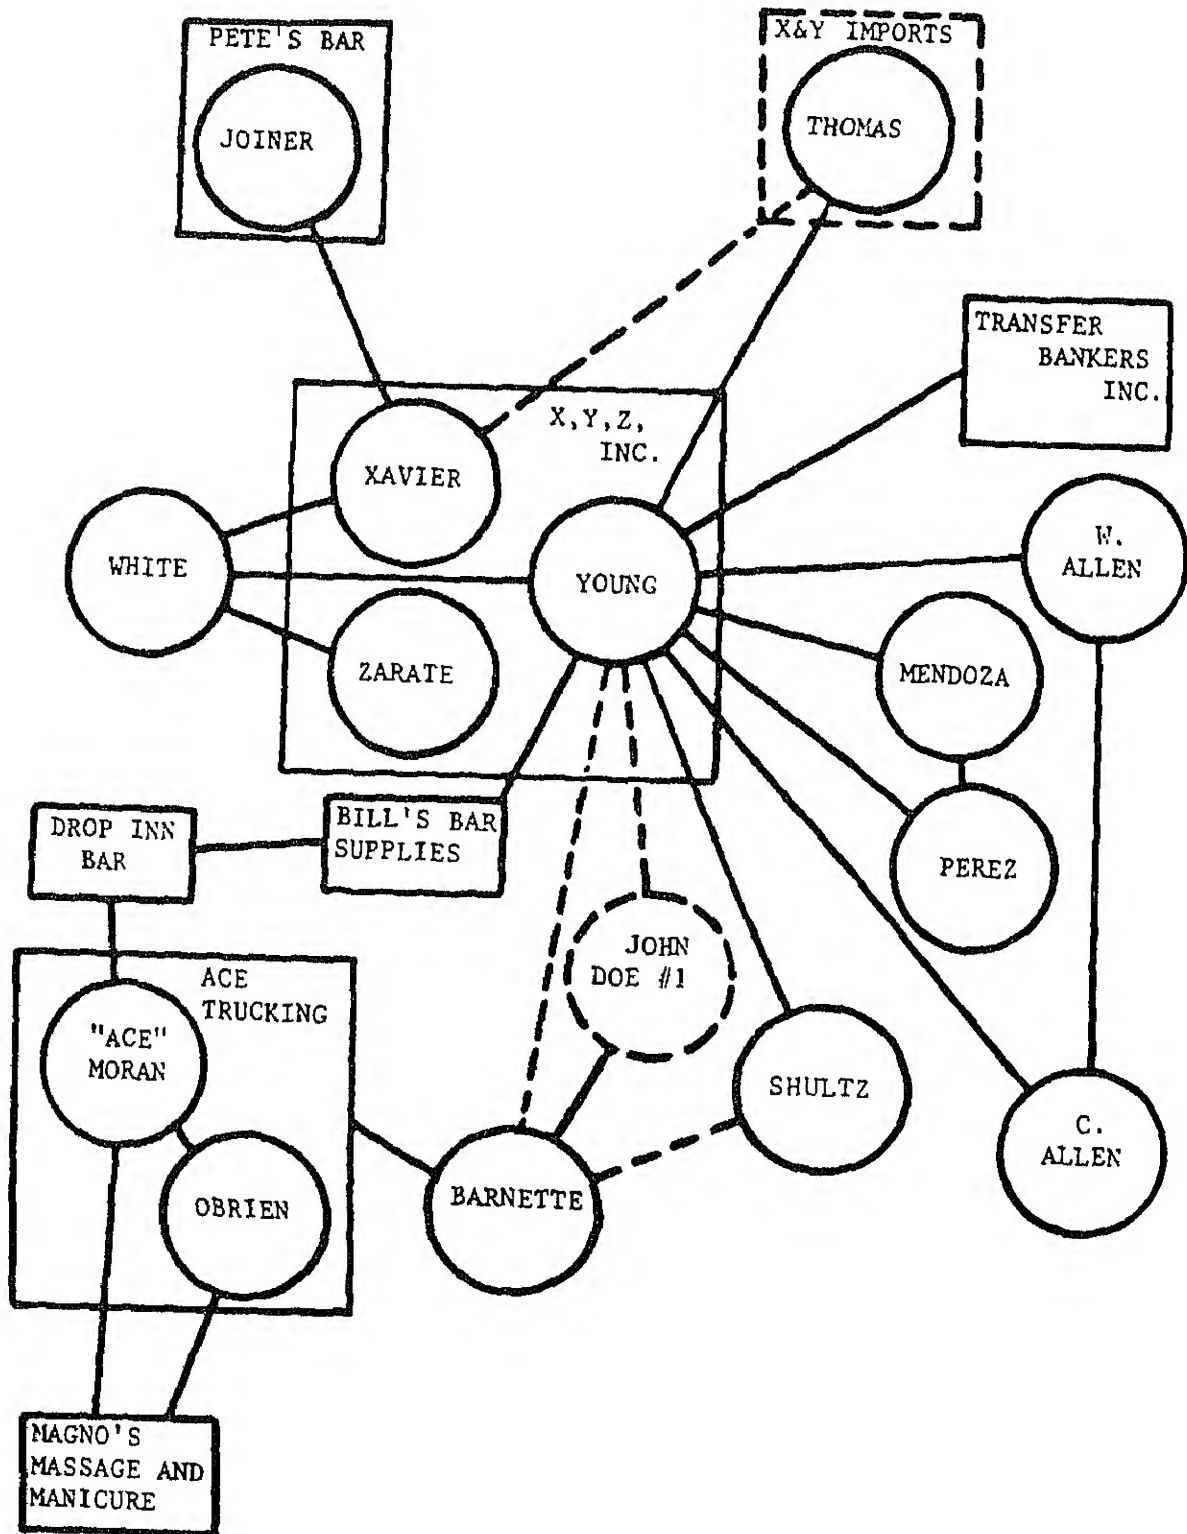 PETE'S BAR
JOINER
X&Y IMPORTS
THOMAS
TRANSFER
BANKERS
INC.
X,Y,Z,
INC.
XAVIER
WHITE
YOUNG
W.
ALLEN
ZARATE
MENDOZA
DROP INN
BAR
BILL'S BAR
SUPPLIES
PEREZ
JOHN
DOE #1
ACE
TRUCKING
"ACE"
MORAN
SHULTZ
C.
ALLEN
OBRIEN
BARNETTE
MAGNO'S
MASSAGE AND
MANICURE